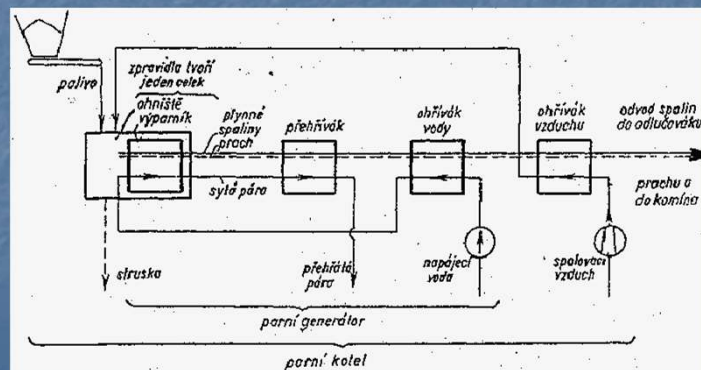 palivo
zpravidla tvoří
jeden celek
ohniště
výparník
plynné
spaliny
prach
přehřívák
ohřívák
vody
ohřívák
vzduchu
odvod spalin
do odlučováku
prachu a
do komína
sytá pára
struska
přehřátá
pára
napájecí
voda
spalovací
vzduch
parní generátor
parní kotel